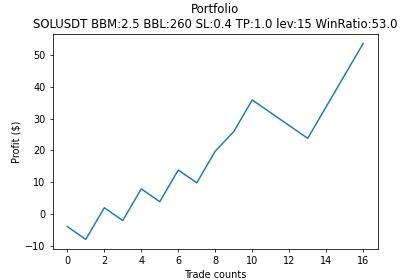 Portfolio
SOLUSDT BBM:2.5 BBL:260 SL:0.4 TP:1.0 lev:15 WinRatio:53.0
50
40
30
20
10
0
−10
Profit ($)
0 2 4 6 8 10 12 14 16
Trade counts